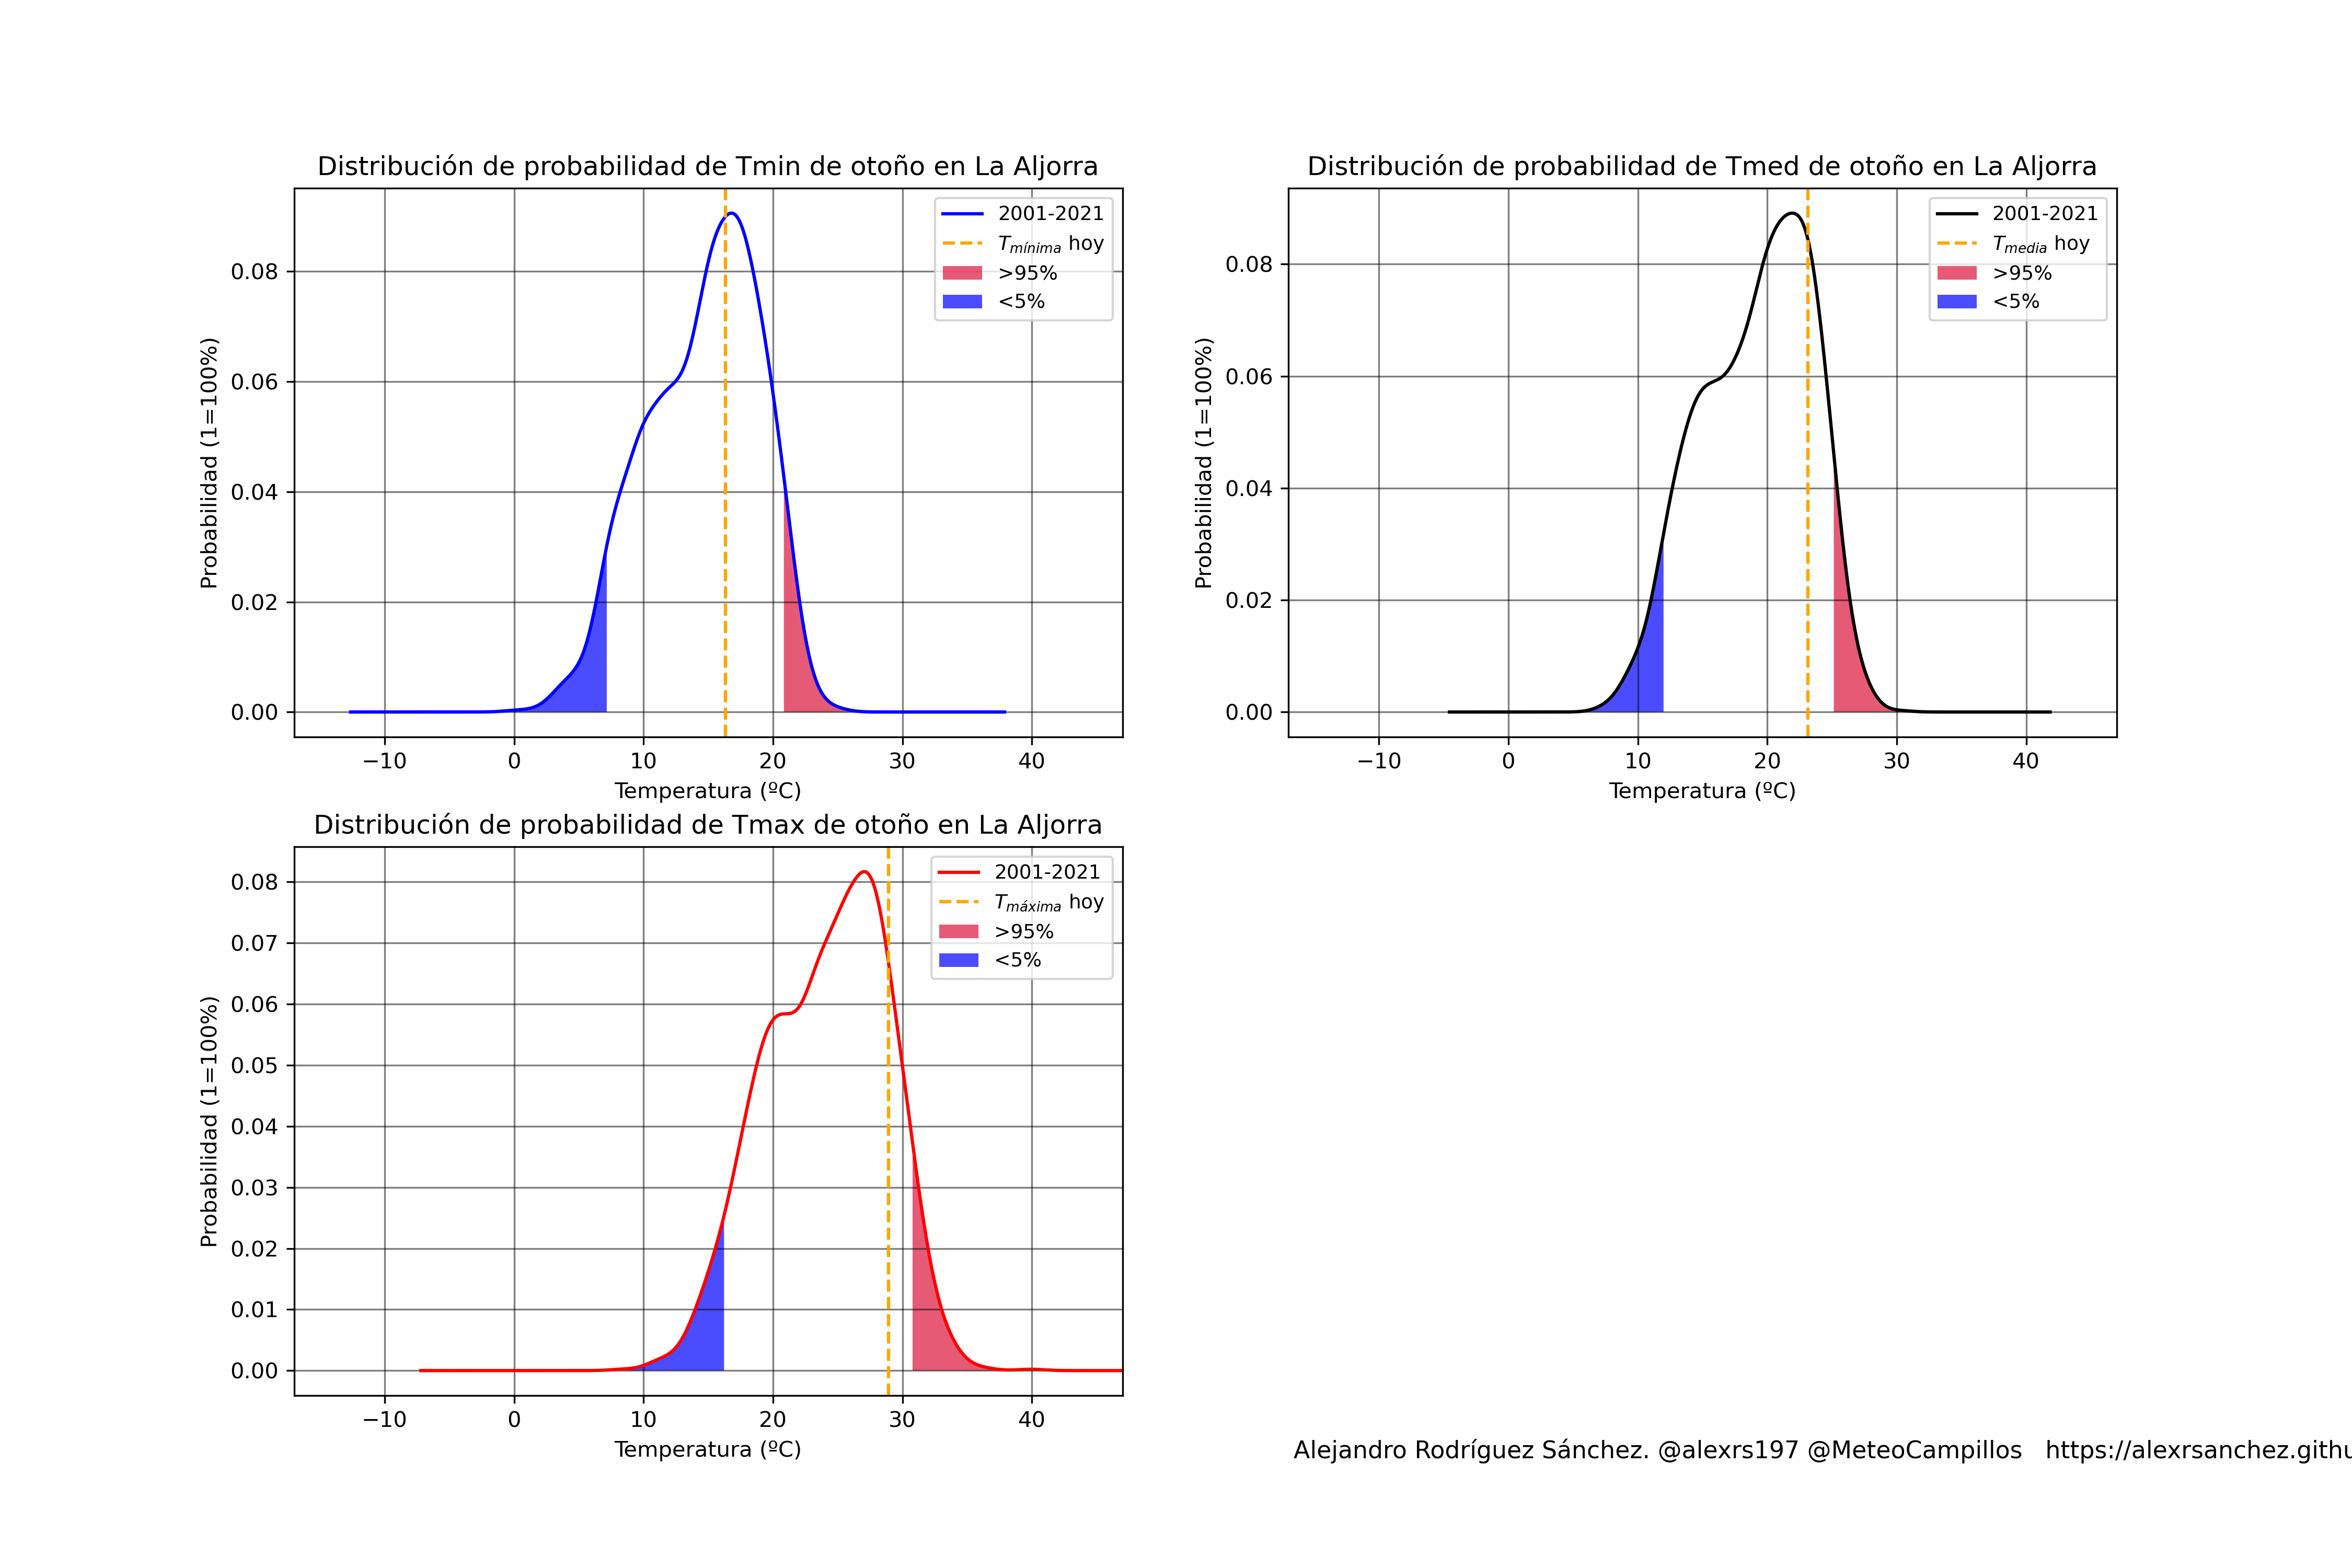 Distribución de probabilidad de Tmin de otoño en La Aljorra
Probabilidad (1=100%)
0.08
0.06
0.04
0.02
0.00
−10 0 10 20 30 40
Temperatura (ºC)
2001-2021
Tmínima hoy
>95%
<5%
Distribución de probabilidad de Tmed de otoño en La Aljorra
Probabilidad (1=100%)
0.08
0.06
0.04
0.02
0.00
−10 0 10 20 30 40
Temperatura (ºC)
2001-2021
Tmedia hoy
>95%
<5%
Distribución de probabilidad de Tmax de otoño en La Aljorra
Probabilidad (1=100%)
0.08
0.07
0.06
0.05
0.04
0.03
0.02
0.01
0.00
−10 0 10 20 30 40
Temperatura (ºC)
2001-2021
Tmáxima hoy
>95%
<5%
Alejandro Rodríguez Sánchez. @alexrs197 @MeteoCampillos https://alexrsanchez.githu